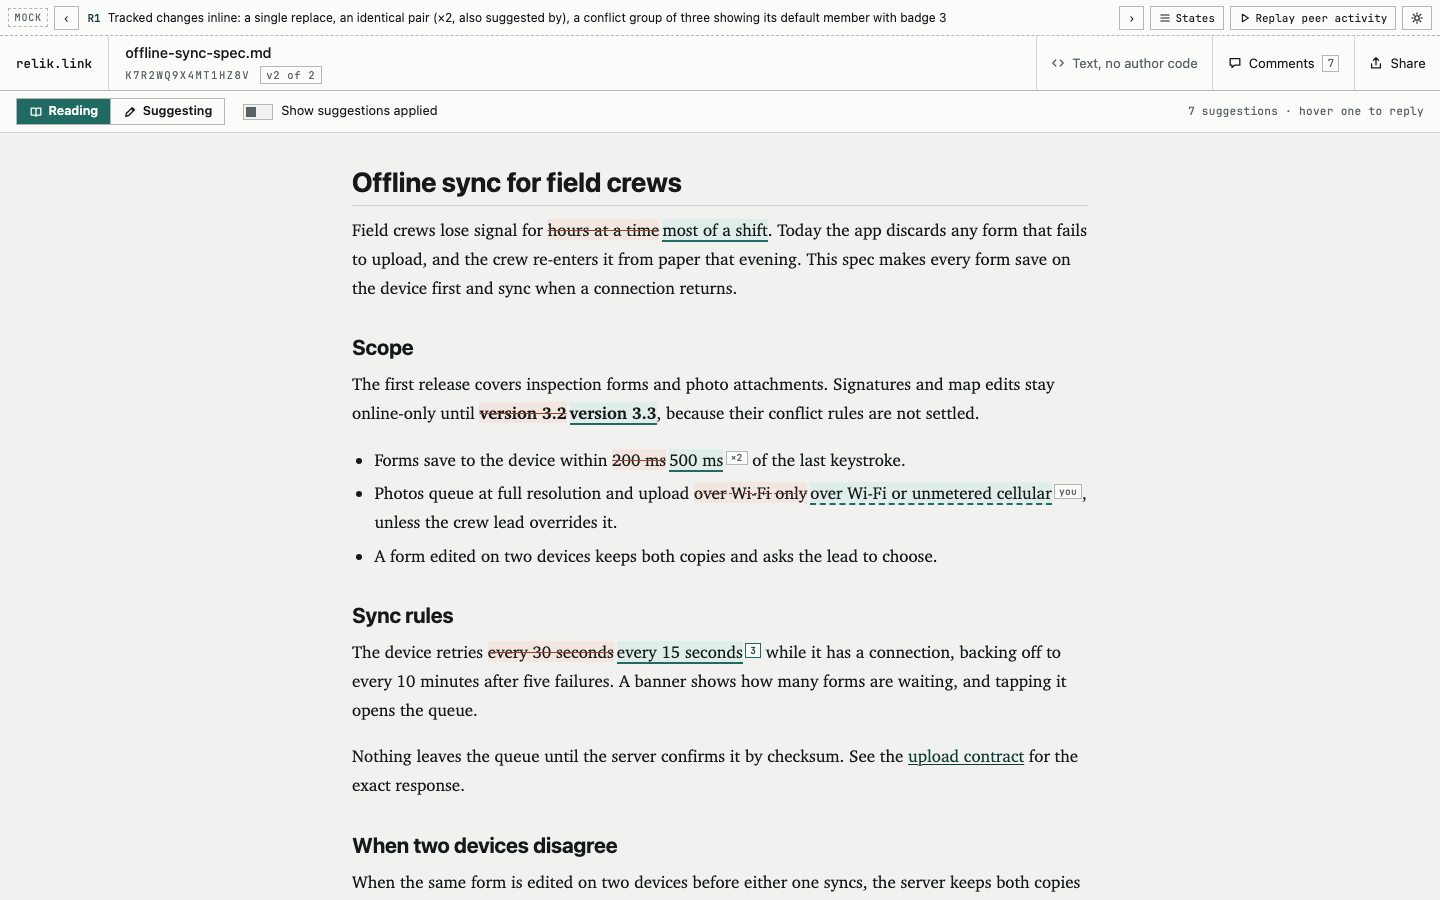 MOCK ‹ R1 Tracked changes inline: a single replace, an identical pair (×2, also suggested by), a conflict group of three showing its default member with badge 3 › States Replay peer activity
relik.link offline-sync-spec.md K7R2WQ9X4MT1HZ8V v2 of 2 Text, no author code Comments 7 Share
Reading Suggesting Show suggestions applied 7 suggestions · hover one to reply
Offline sync for field crews
Field crews lose signal for hours at a time most of a shift. Today the app discards any form that fails
to upload, and the crew re-enters it from paper that evening. This spec makes every form save on
the device first and sync when a connection returns.
Scope
The first release covers inspection forms and photo attachments. Signatures and map edits stay
online-only until version 3.2 version 3.3, because their conflict rules are not settled.
• Forms save to the device within 200 ms 500 ms ×2 of the last keystroke.
• Photos queue at full resolution and upload over Wi-Fi only over Wi-Fi or unmetered cellular you,
unless the crew lead overrides it.
• A form edited on two devices keeps both copies and asks the lead to choose.
Sync rules
The device retries every 30 seconds every 15 seconds 3 while it has a connection, backing off to
every 10 minutes after five failures. A banner shows how many forms are waiting, and tapping it
opens the queue.
Nothing leaves the queue until the server confirms it by checksum. See the upload contract for the
exact response.
When two devices disagree
When the same form is edited on two devices before either one syncs, the server keeps both copies